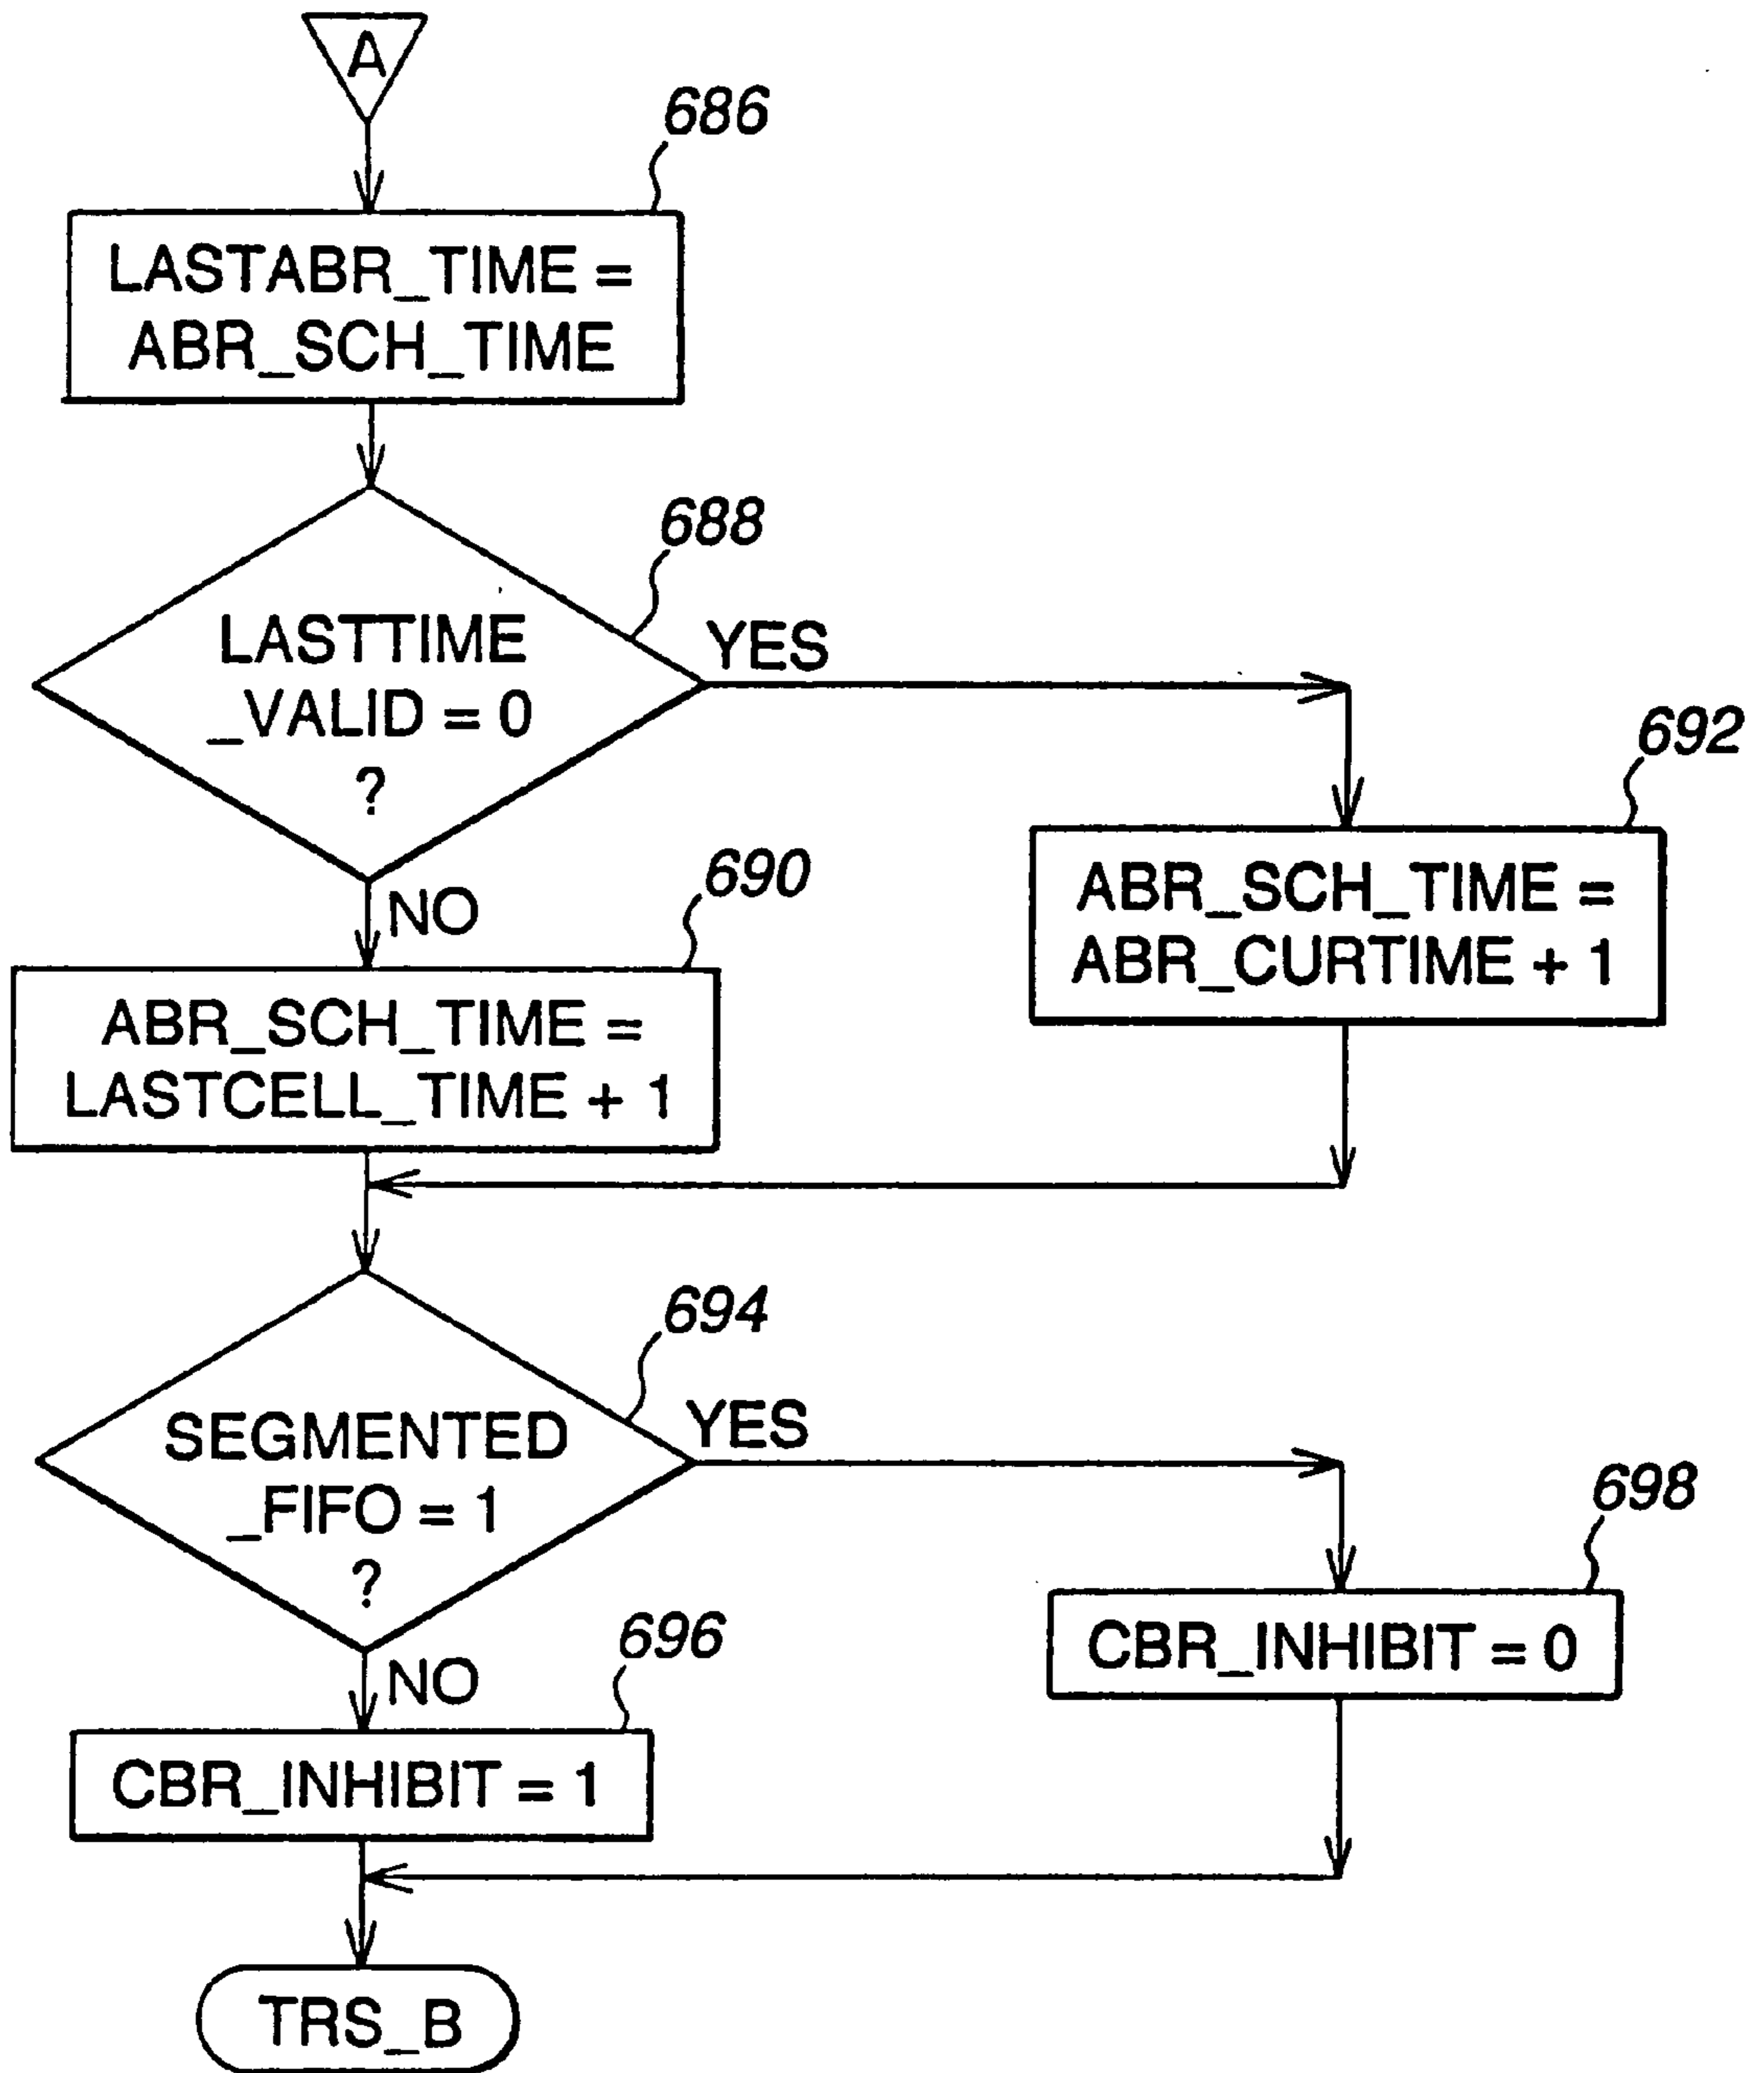 A
686
LASTABR_TIME =
ABR_SCH_TIME
688
LASTTIME
_VALID = 0
?
YES
692
ABR_SCH_TIME =
ABR_CURTIME + 1
NO
690
ABR_SCH_TIME =
LASTCELL_TIME + 1
694
SEGMENTED
_FIFO = 1
?
YES
698
CBR_INHIBIT = 0
NO
696
CBR_INHIBIT = 1
TRS_B